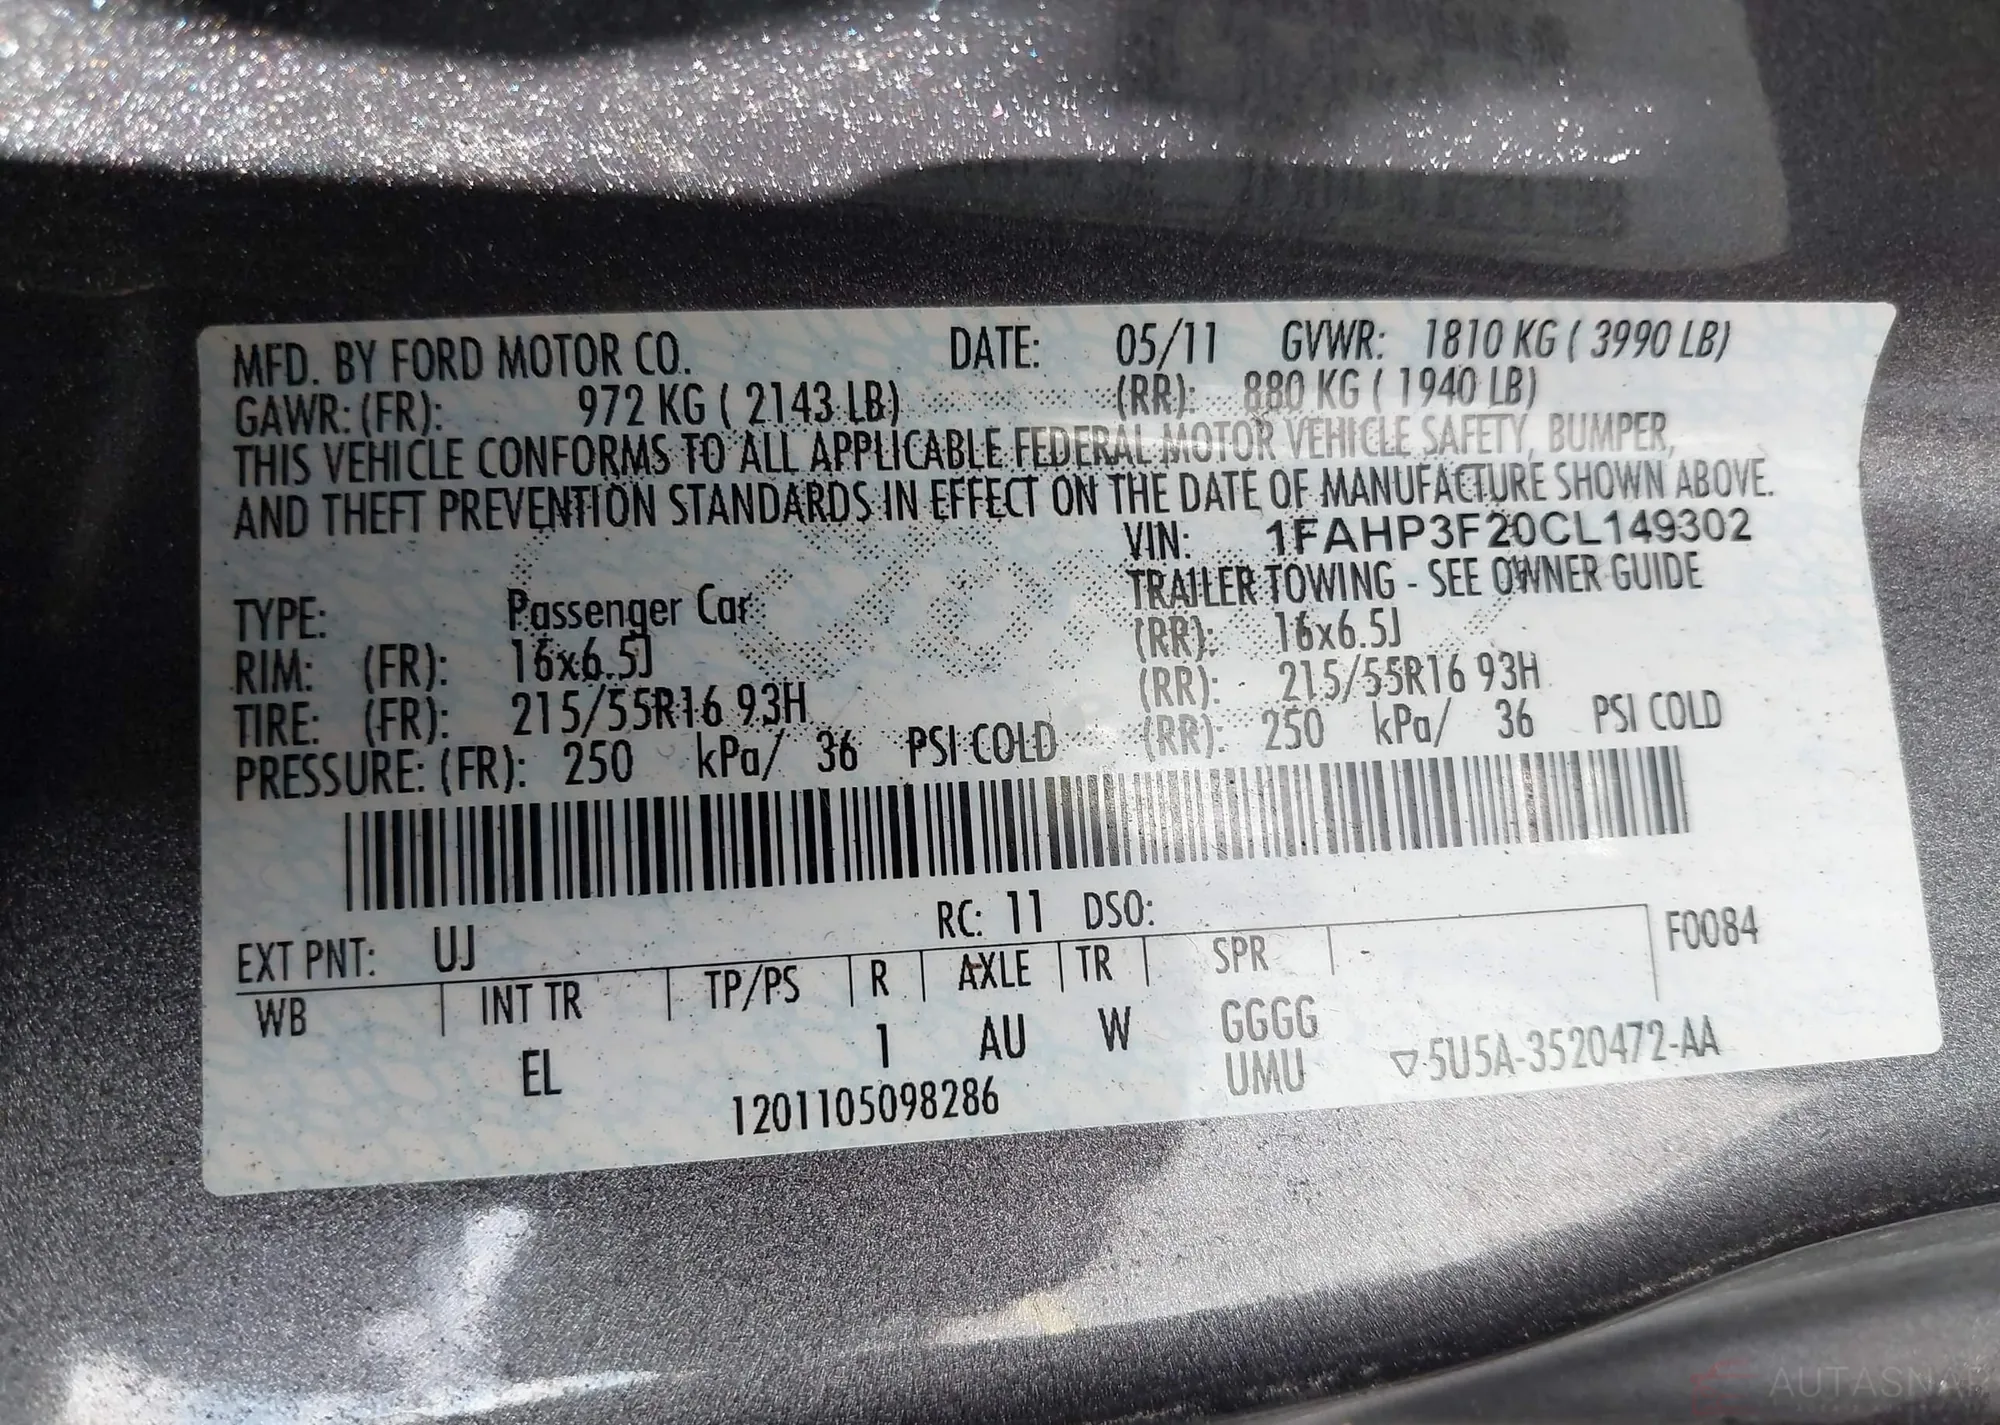 MFD. BY FORD MOTOR CO. DATE: 05/11 GVWR: 1810 KG ( 3990 LB)
GAWR: (FR): 972 KG ( 2143 LB) (RR): 880 KG ( 1940 LB)
THIS VEHICLE CONFORMS TO ALL APPLICABLE FEDERAL MOTOR VEHICLE SAFETY, BUMPER,
AND THEFT PREVENTION STANDARDS IN EFFECT ON THE DATE OF MANUFACTURE SHOWN ABOVE.
VIN: 1FAHP3F20CL149302
TYPE: Passenger Car TRAILER TOWING - SEE OWNER GUIDE
RIM: (FR): 16x6.5J (RR): 16x6.5J
TIRE: (FR): 215/55R16 93H (RR): 215/55R16 93H
PRESSURE: (FR): 250 kPa/ 36 PSI COLD (RR): 250 kPa/ 36 PSI COLD
RC: 11 DSO:
EXT PNT: UJ F0084
WB INT TR TP/PS R AXLE TR SPR -
EL 1 AU W GGGG
1201105098286 UMU ▽5U5A-3520472-AA